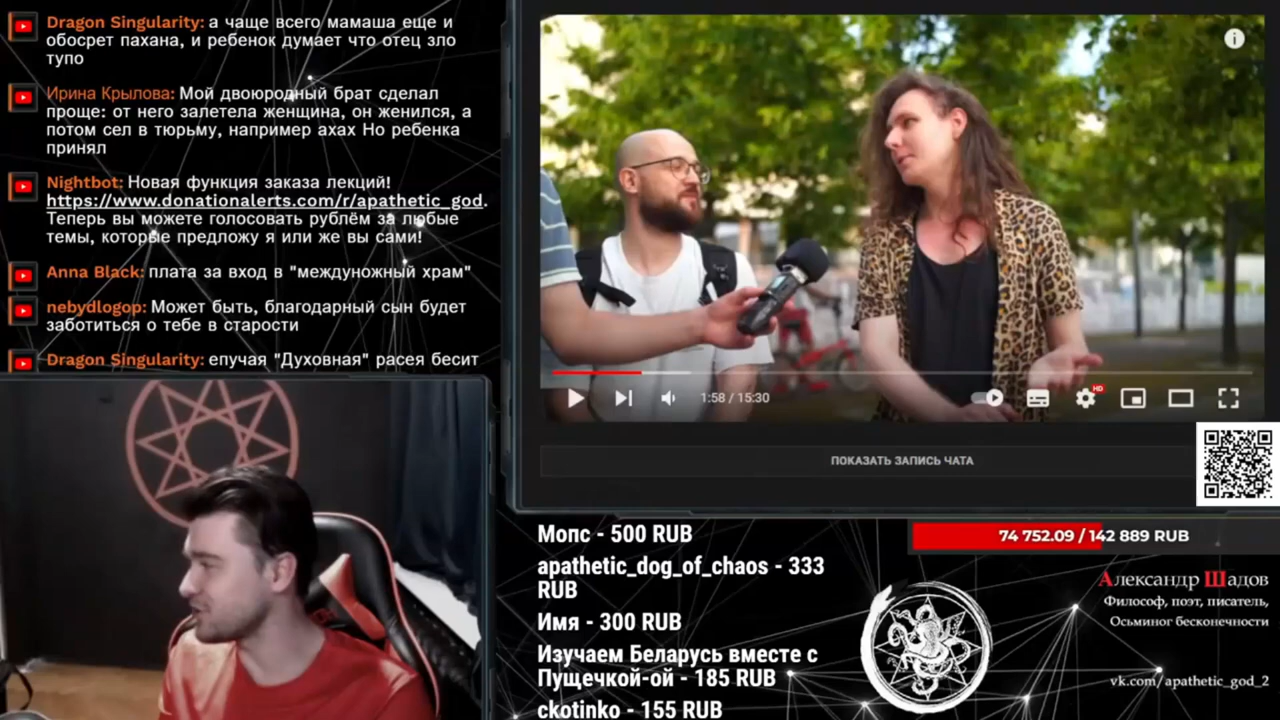 Dragon Singularity: а чаще всего мамаша еще и
обосрет пахана, и ребенок думает что отец зло
тупо
Ирина Крылова: Мой двоюродный брат сделал
проще: от него залетела женщина, он женился, а
потом сел в тюрьму, например ахах Но ребенка
принял
Nightbot: Новая функция заказа лекций!
https://www.donationalerts.com/r/apathetic_god.
Теперь вы можете голосовать рублём за любые
темы, которые предложу я или же вы сами!
Anna Black: плата за вход в "междуножный храм"
nebydlogop: Может быть, благодарный сын будет
заботиться о тебе в старости
Dragon Singularity: епучая "Духовная" расея бесит
1:58 / 15:30
HD
ПОКАЗАТЬ ЗАПИСЬ ЧАТА
Мопс - 500 RUB
apathetic_dog_of_chaos - 333
RUB
Имя - 300 RUB
Изучаем Беларусь вместе с
Пущечкой-ой - 185 RUB
ckotinko - 155 RUB
74 752.09 / 142 889 RUB
Александр Шадов
Философ, поэт, писатель,
Осьминог бесконечности
vk.com/apathetic_god_2